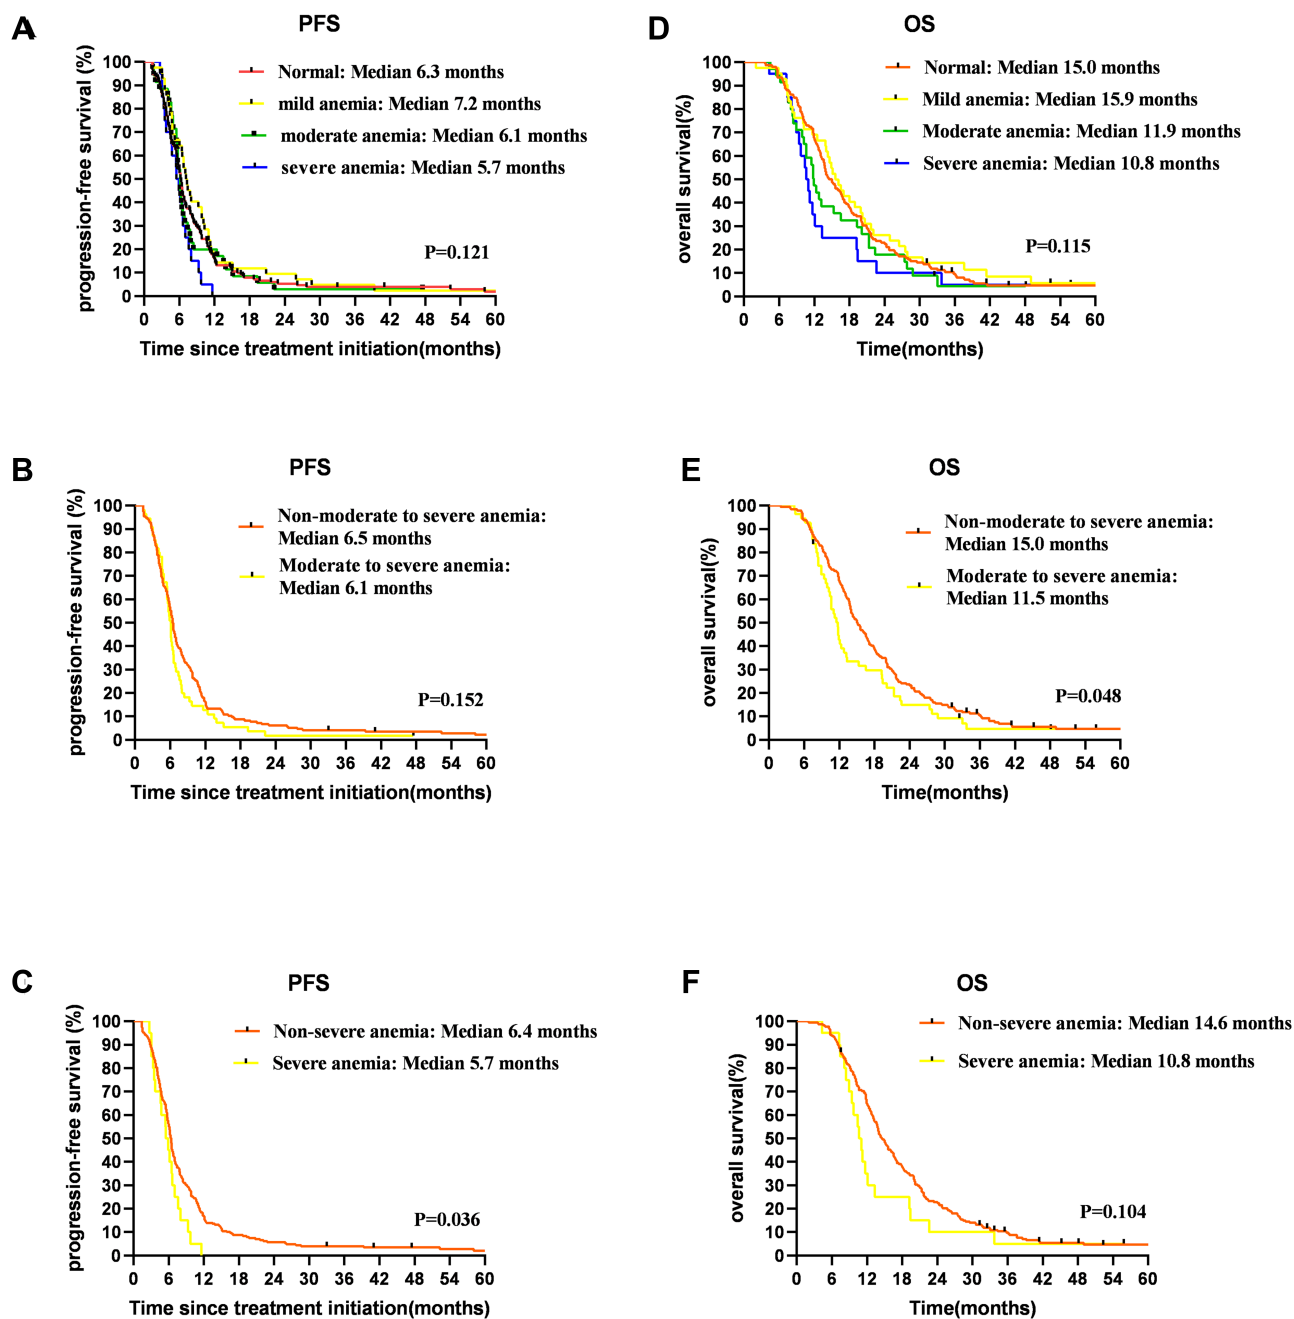 A
PFS
progression-free survival (%)
100
90
80
70
60
50
40
30
20
10
0
Normal: Median 6.3 months
mild anemia: Median 7.2 months
moderate anemia: Median 6.1 months
severe anemia: Median 5.7 months
P=0.121
0 6 12 18 24 30 36 42 48 54 60
Time since treatment initiation(months)
D
OS
overall survival(%)
100
90
80
70
60
50
40
30
20
10
0
Normal: Median 15.0 months
Mild anemia: Median 15.9 months
Moderate anemia: Median 11.9 months
Severe anemia: Median 10.8 months
P=0.115
0 6 12 18 24 30 36 42 48 54 60
Time(months)
B
PFS
progression-free survival (%)
100
90
80
70
60
50
40
30
20
10
0
Non-moderate to severe anemia:
Median 6.5 months
Moderate to severe anemia:
Median 6.1 months
P=0.152
0 6 12 18 24 30 36 42 48 54 60
Time since treatment initiation(months)
E
OS
overall survival(%)
100
90
80
70
60
50
40
30
20
10
0
Non-moderate to severe anemia:
Median 15.0 months
Moderate to severe anemia:
Median 11.5 months
P=0.048
0 6 12 18 24 30 36 42 48 54 60
Time(months)
C
PFS
progression-free survival (%)
100
90
80
70
60
50
40
30
20
10
0
Non-severe anemia: Median 6.4 months
Severe anemia: Median 5.7 months
P=0.036
0 6 12 18 24 30 36 42 48 54 60
Time since treatment initiation(months)
F
OS
overall survival(%)
100
90
80
70
60
50
40
30
20
10
0
Non-severe anemia: Median 14.6 months
Severe anemia: Median 10.8 months
P=0.104
0 6 12 18 24 30 36 42 48 54 60
Time(months)